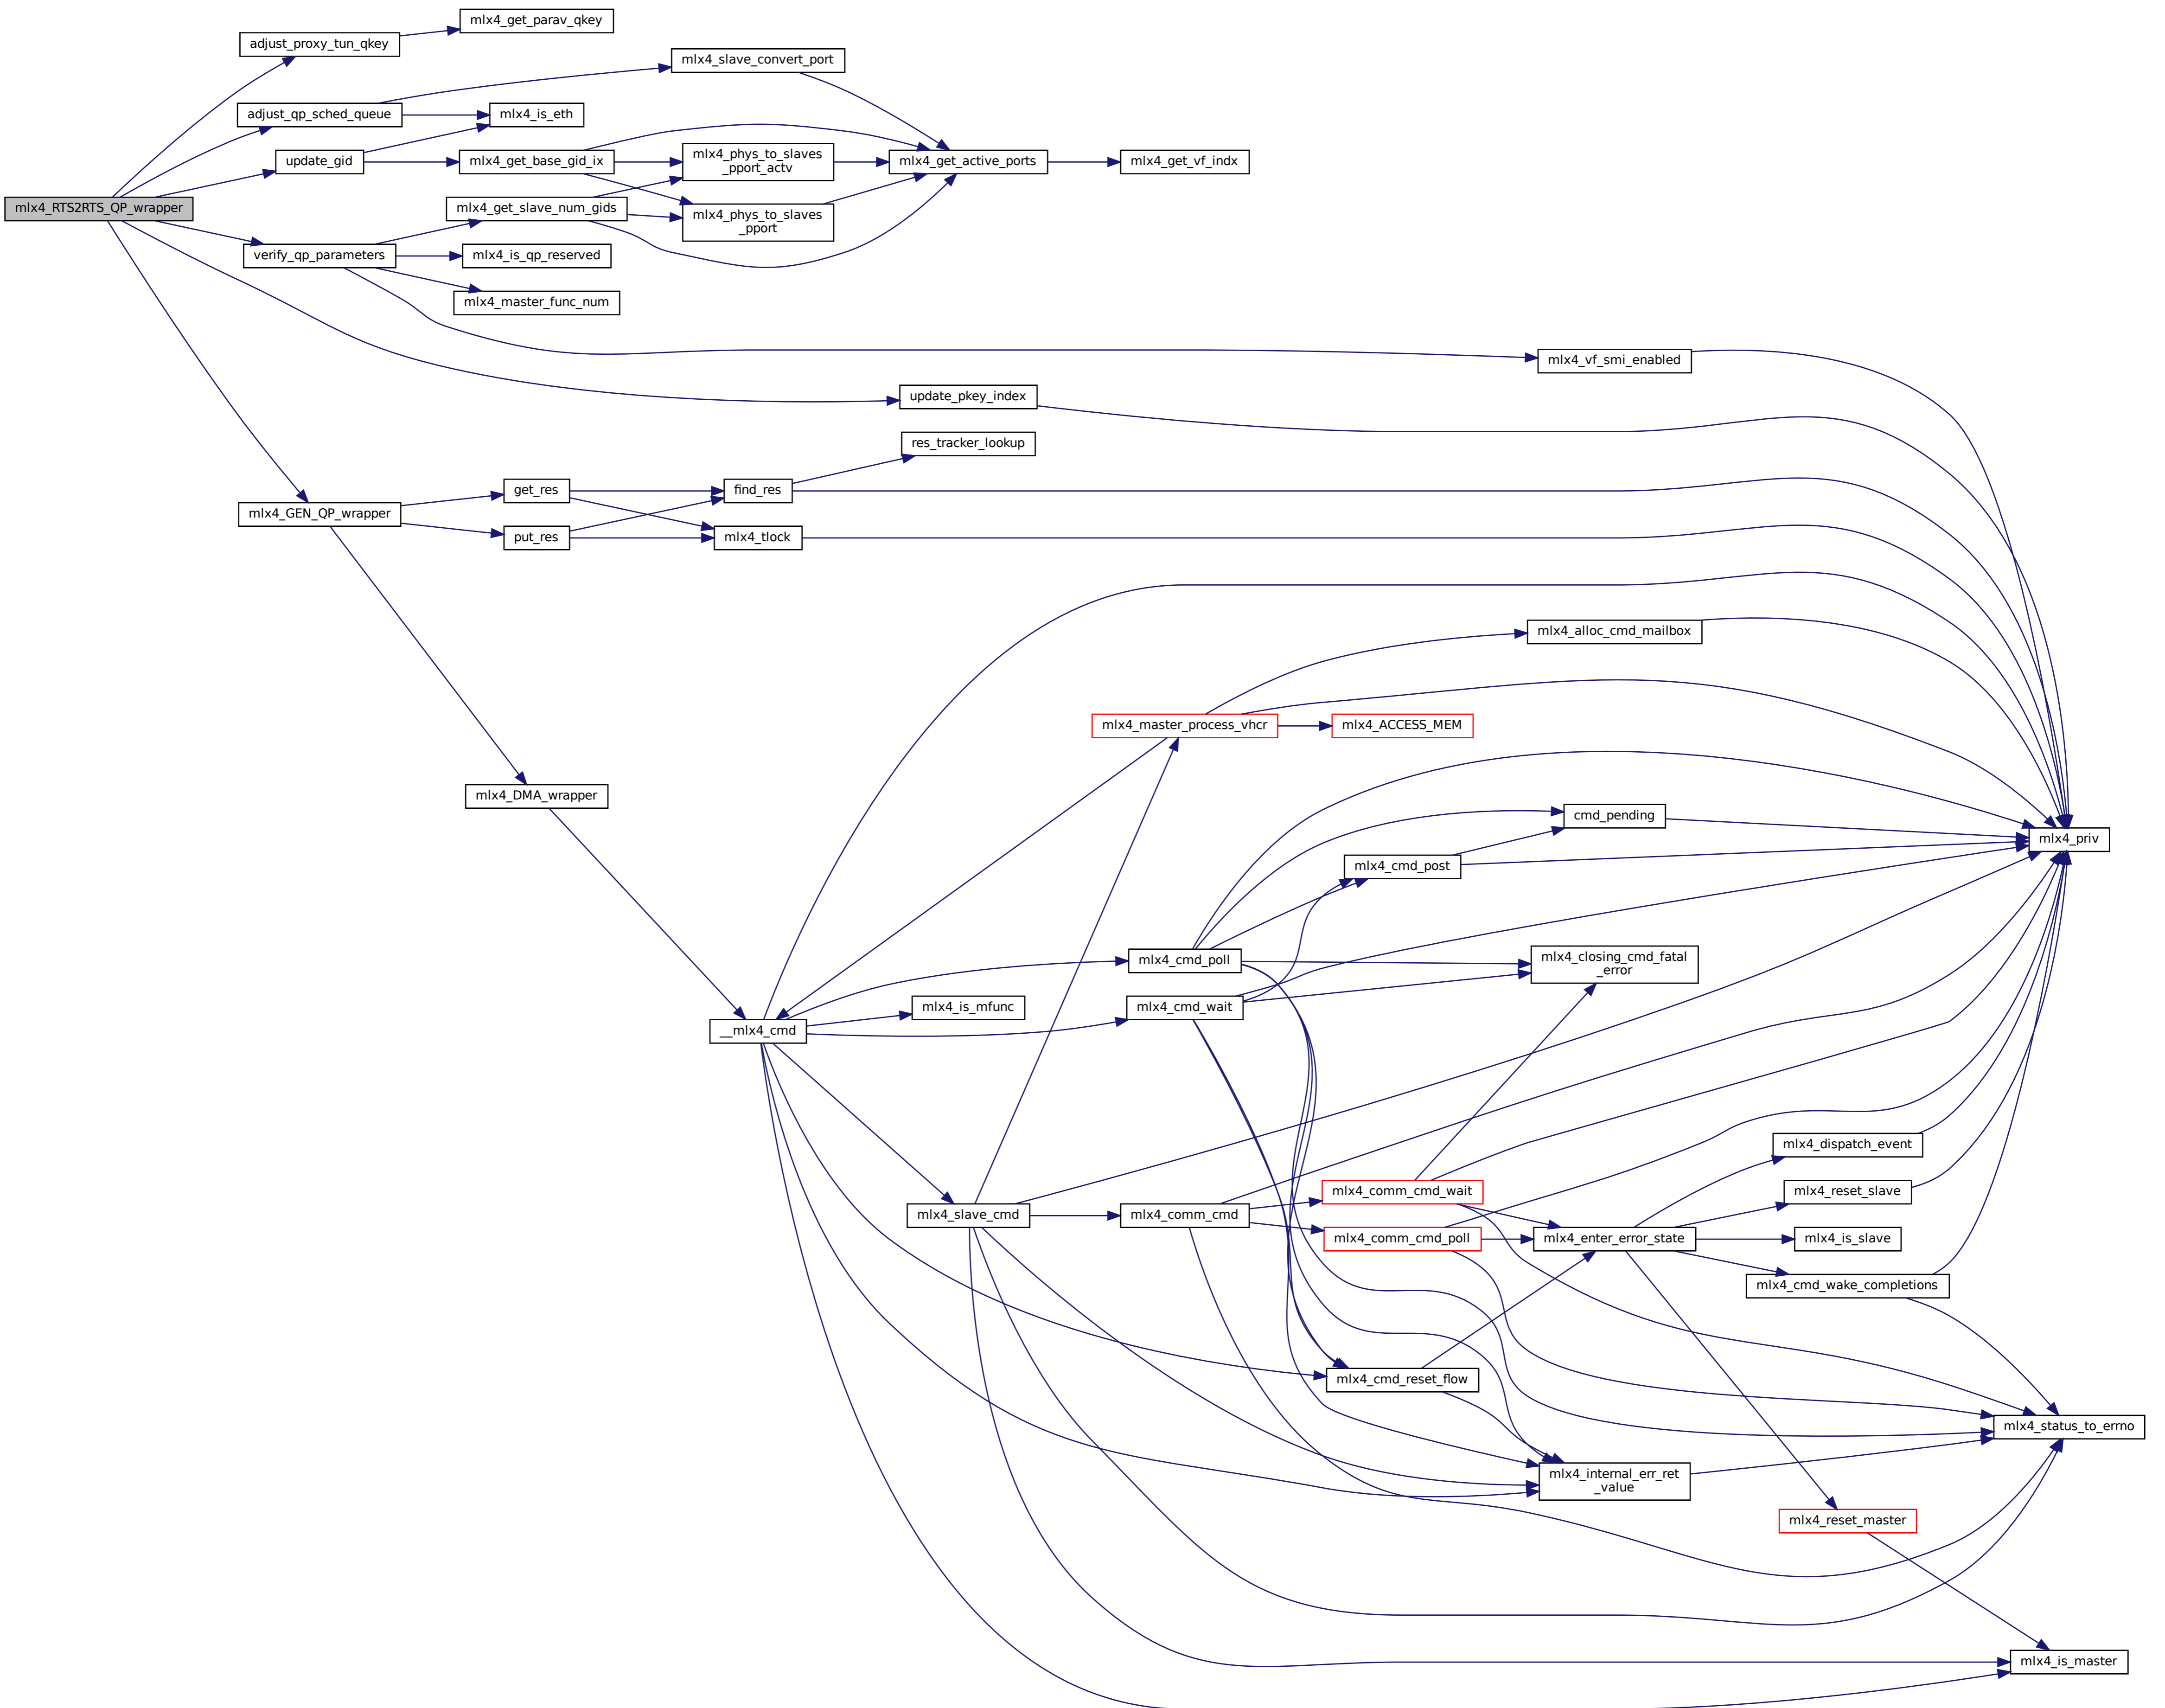 mlx4_get_parav_qkey
adjust_proxy_tun_qkey
mlx4_slave_convert_port
adjust_qp_sched_queue
mlx4_is_eth
update_gid
mlx4_get_base_gid_ix
mlx4_phys_to_slaves
_pport_actv
mlx4_get_active_ports
mlx4_get_vf_indx
mlx4_RTS2RTS_QP_wrapper
mlx4_get_slave_num_gids
mlx4_phys_to_slaves
_pport
verify_qp_parameters
mlx4_is_qp_reserved
mlx4_master_func_num
mlx4_vf_smi_enabled
update_pkey_index
res_tracker_lookup
get_res
find_res
mlx4_GEN_QP_wrapper
put_res
mlx4_tlock
mlx4_alloc_cmd_mailbox
mlx4_master_process_vhcr
mlx4_ACCESS_MEM
mlx4_DMA_wrapper
cmd_pending
mlx4_priv
mlx4_cmd_post
mlx4_cmd_poll
mlx4_closing_cmd_fatal
_error
mlx4_is_mfunc
mlx4_cmd_wait
__mlx4_cmd
mlx4_dispatch_event
mlx4_comm_cmd_wait
mlx4_reset_slave
mlx4_slave_cmd
mlx4_comm_cmd
mlx4_comm_cmd_poll
mlx4_enter_error_state
mlx4_is_slave
mlx4_cmd_wake_completions
mlx4_cmd_reset_flow
mlx4_status_to_errno
mlx4_internal_err_ret
_value
mlx4_reset_master
mlx4_is_master